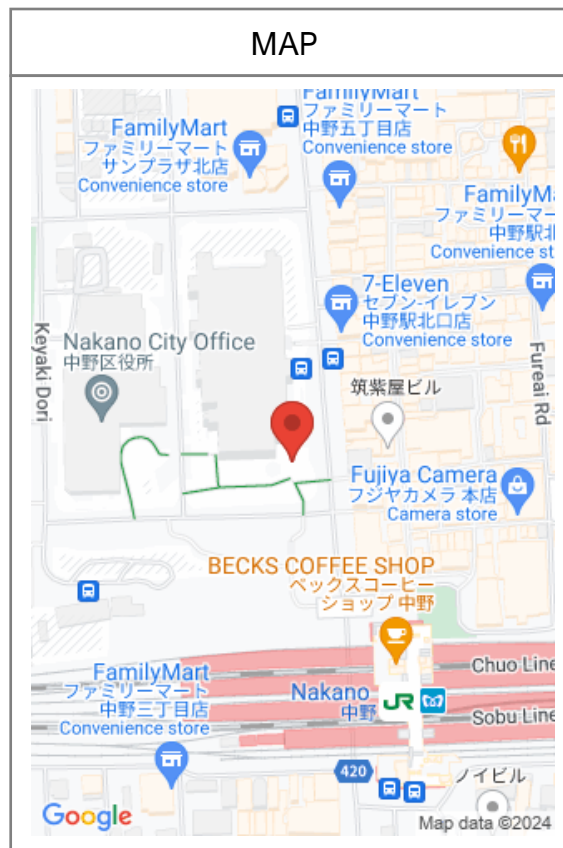 MAP
FamilyMart
ファミリーマート
サンプラザ北店
Convenience store
FamilyMart
ファミリーマート
中野五丁目店
Convenience store
FamilyMa
ファミリーマー
中野駅北
Convenience st
7-Eleven
セブン-イレブン
中野駅北口店
Convenience store
Keyaki Dori
Nakano City Office
中野区役所
Fureai Rd
筑紫屋ビル
Fujiya Camera
フジヤカメラ 本店
Camera store
BECKS COFFEE SHOP
ベックスコーヒー
ショップ 中野
Chuo Line
FamilyMart
ファミリーマート
中野三丁目店
Convenience store
Nakano
中野
JR
Sobu Line
420
ノイビル
Google
Map data ©2024